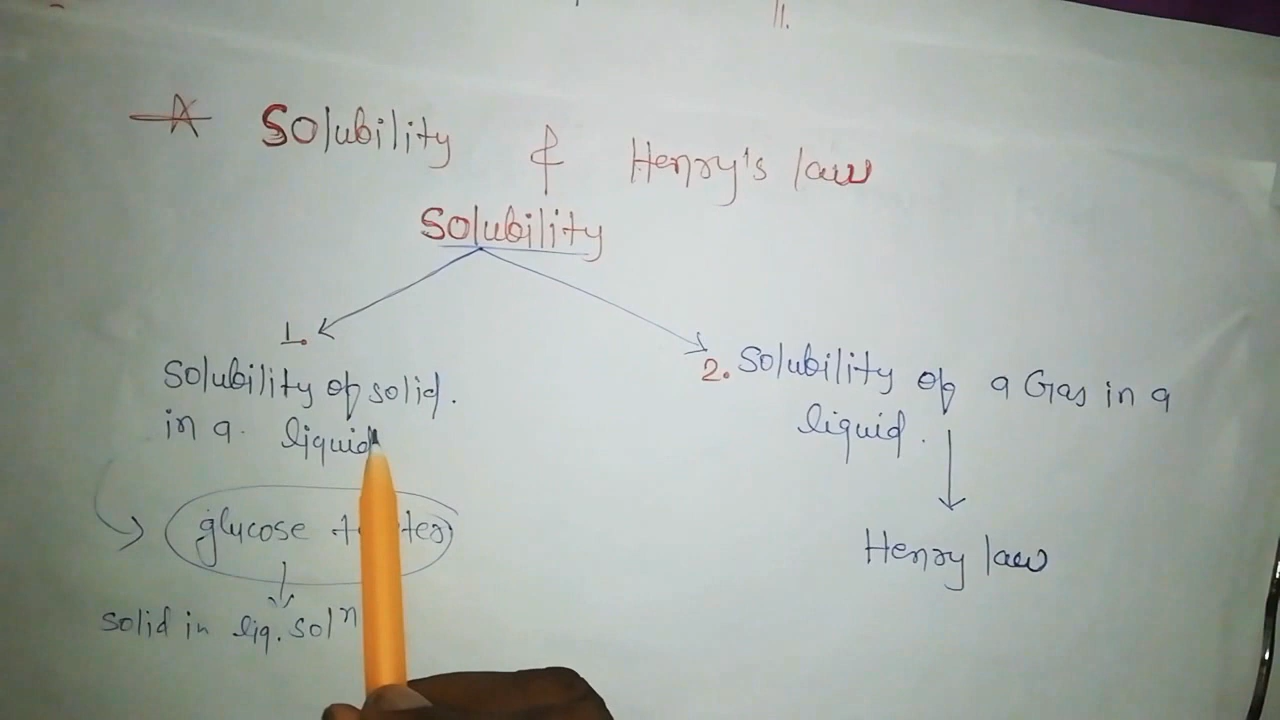 Solubility & Henry's law
Solubility
1.
Solubility of solid.
in a. liquid
2. Solubility of a Gas in a
liquid.
glucose +
Henry law
solid in liq. solⁿ